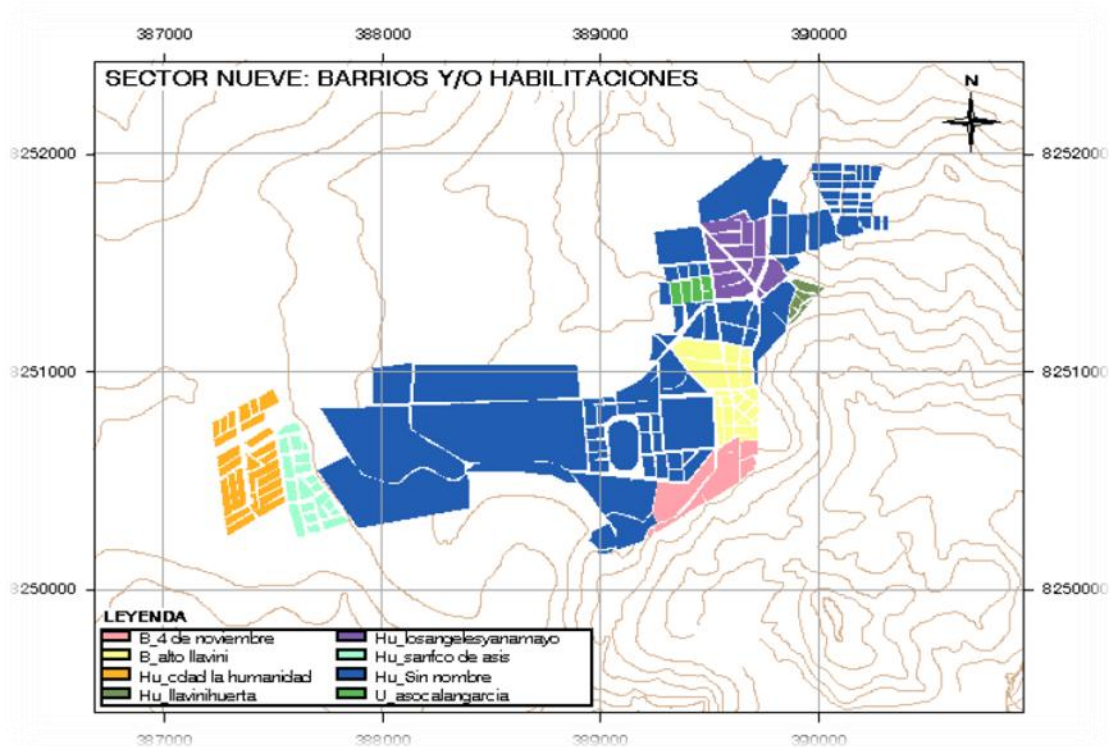 387000 388000 389000 390000
SECTOR NUEVE: BARRIOS Y/O HABILITACIONES
N
8252000 8252000
8251000 8251000
8250000 8250000
LEYENDA
B_4 de noviembre Hu_losangelesyanamayo
B_alto llavini Hu_sanfco de asis
Hu_cdad la humanidad Hu_Sin nombre
Hu_llavinihuerta U_asocalangarcia
387000 388000 389000 390000